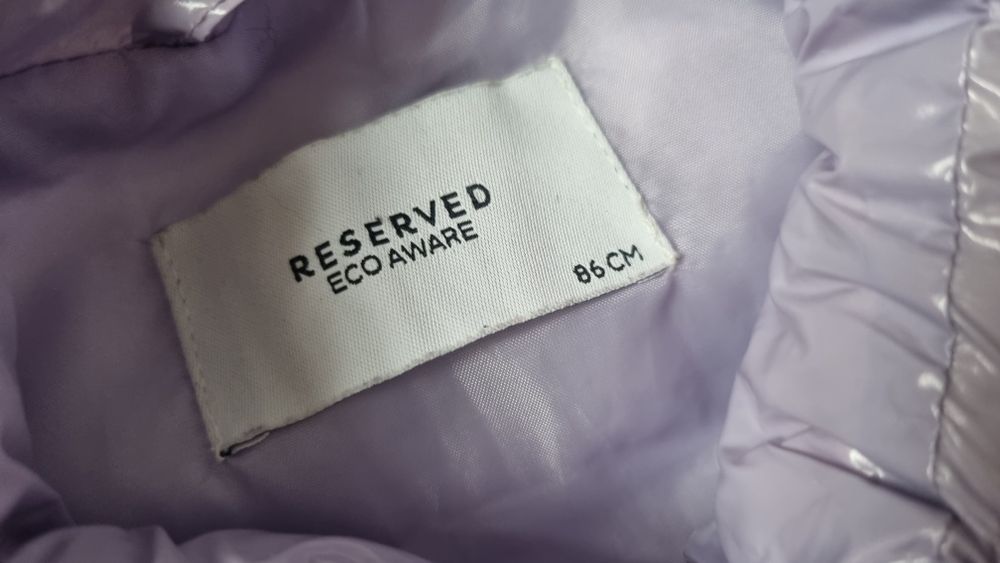 RESERVED
ECO AWARE
86 CM